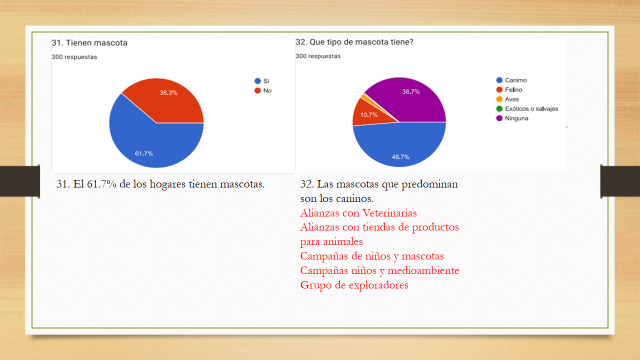 31. Tienen mascota
300 respuestas
38.3%
61.7%
Sí
No
32. Que tipo de mascota tiene?
300 respuestas
38,7%
10.7%
48.7%
Canimo
Felino
Aves
Exóticos o salvajes
Ninguna
31. El 61.7% de los hogares tienen mascotas.
32. Las mascotas que predominan
son los caninos.
Alianzas con Veterinarias
Alianzas con tiendas de productos
para animales
Campañas de niños y mascotas
Campañas niños y medioambiente
Grupo de exploradores